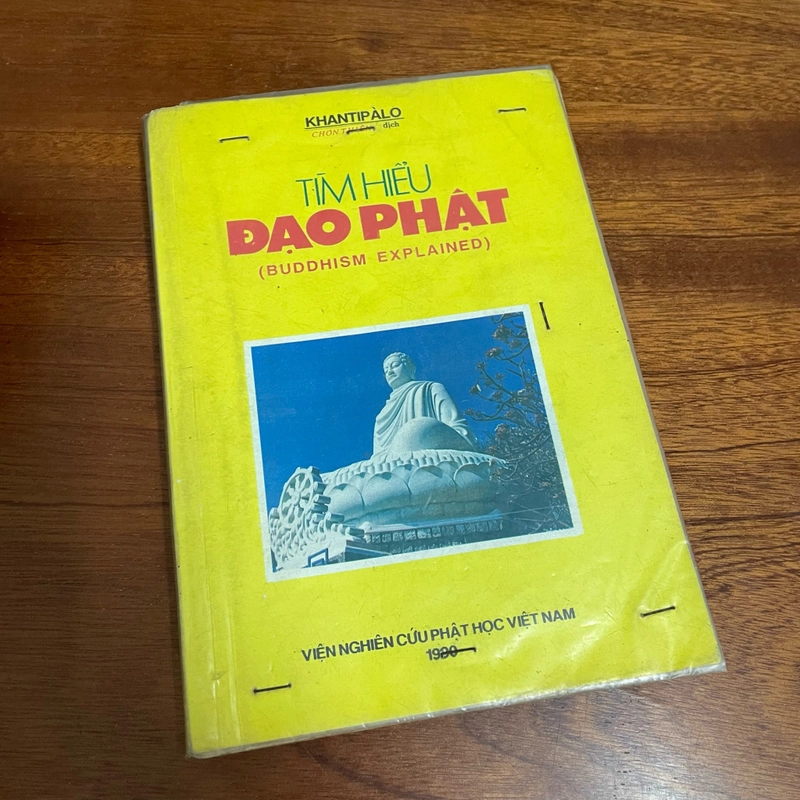 KHANTIPÀLO
dịch
TÌM HIỂU
ĐẠO PHẬT
(BUDDHISM EXPLAINED)
VIỆN NGHIÊN CỨU PHẬT HỌC VIỆT NAM